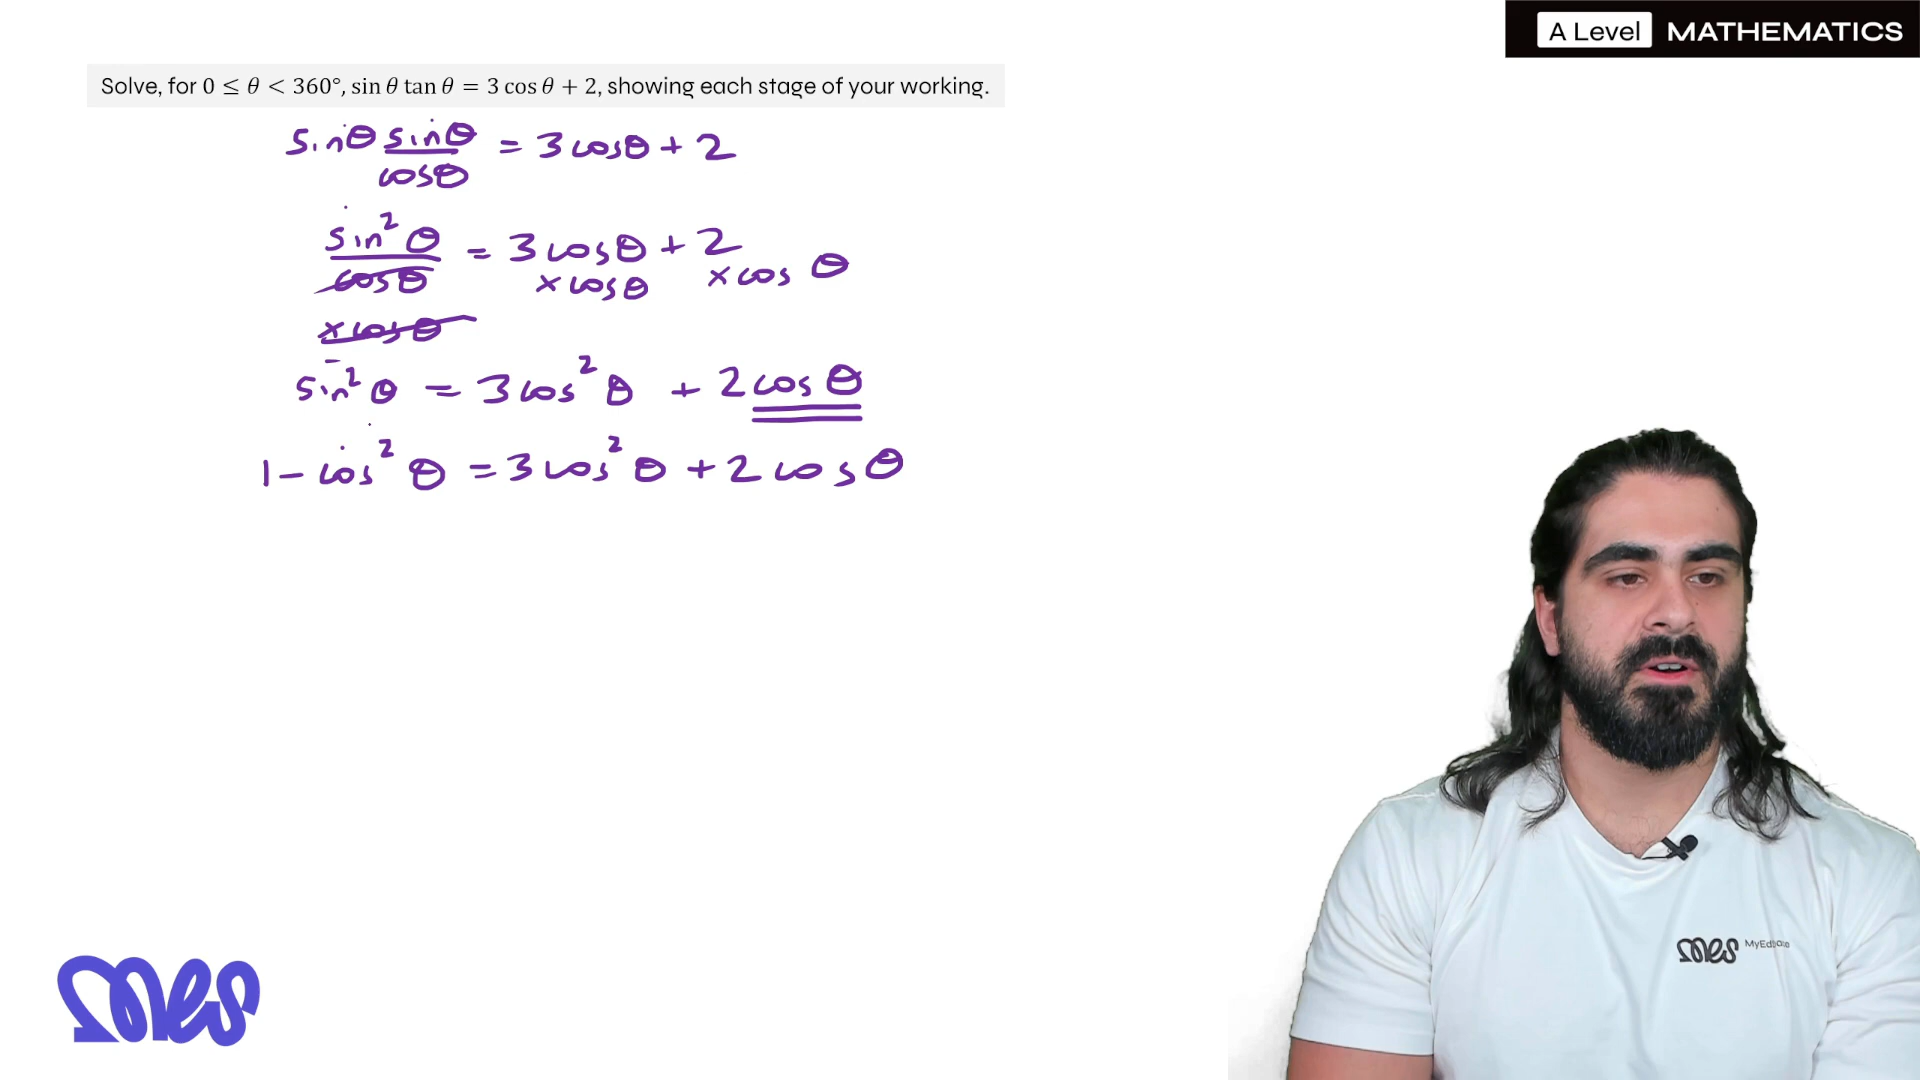 A Level MATHEMATICS
Solve, for 0 ≤ θ < 360°, sin θ tan θ = 3 cos θ + 2, showing each stage of your working.
sinθ sinθ/cosθ = 3cosθ + 2
sin²θ/cosθ = 3cosθ + 2
×cosθ ×cosθ ×cosθ
sin²θ = 3cos²θ + 2cosθ
1 - cos²θ = 3cos²θ + 2cosθ
mes
mes